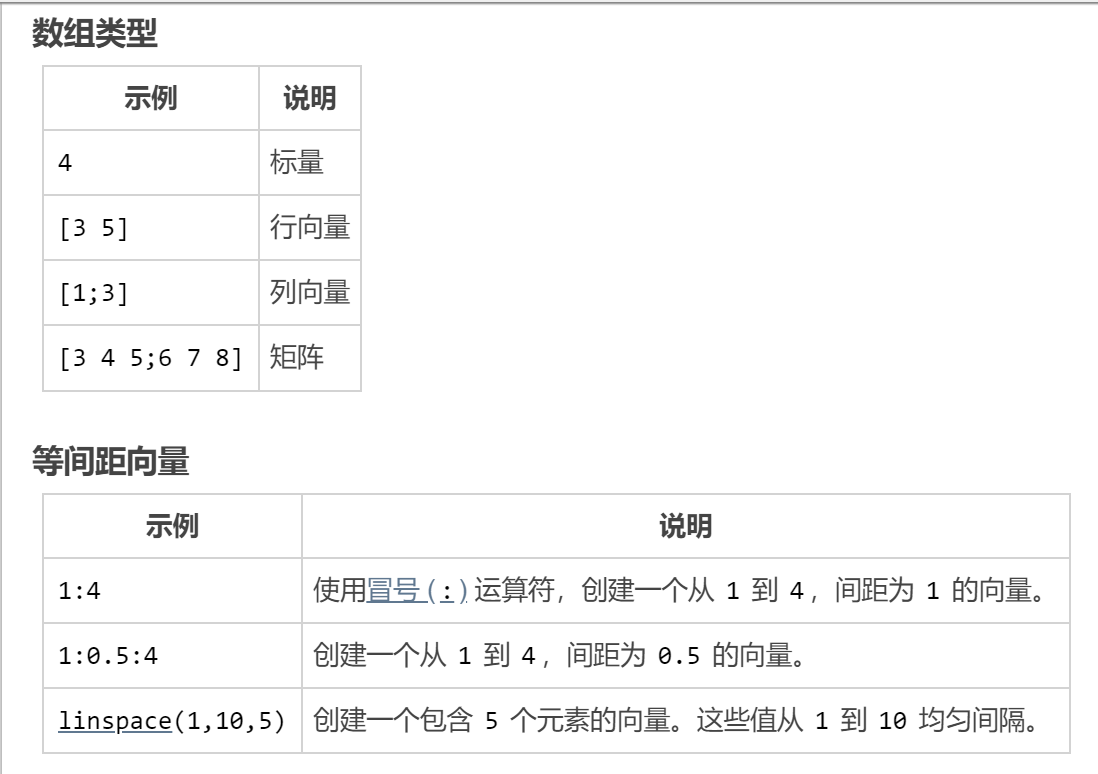 数组类型
示例 说明
4 标量
[3 5] 行向量
[1;3] 列向量
[3 4 5;6 7 8] 矩阵
等间距向量
示例 说明
1:4 使用冒号 (:) 运算符，创建一个从 1 到 4，间距为 1 的向量。
1:0.5:4 创建一个从 1 到 4，间距为 0.5 的向量。
linspace(1,10,5) 创建一个包含 5 个元素的向量。这些值从 1 到 10 均匀间隔。